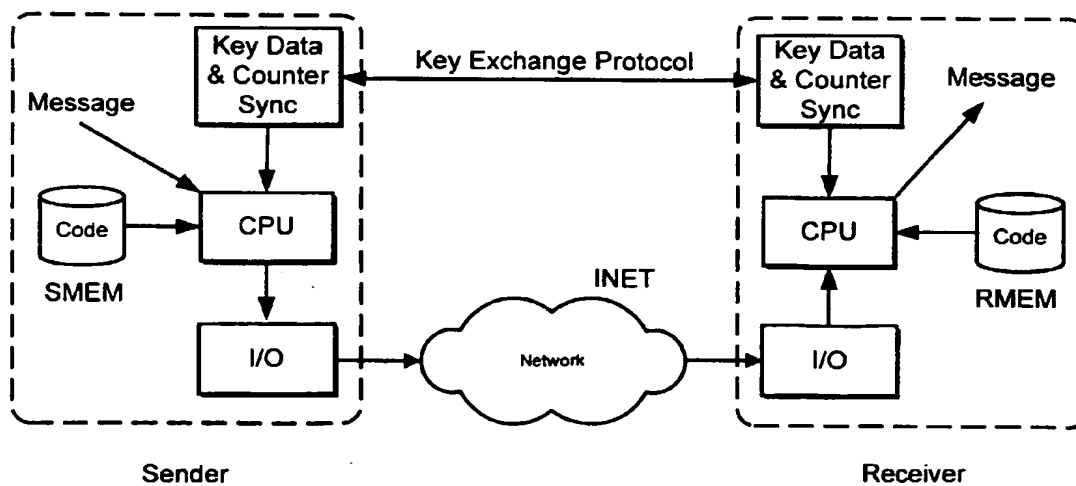 Key Data
& Counter
Sync
Key Exchange Protocol
Key Data
& Counter
Sync
Message
Message
Code
CPU
CPU
Code
SMEM
INET
RMEM
I/O
Network
I/O
Sender
Receiver